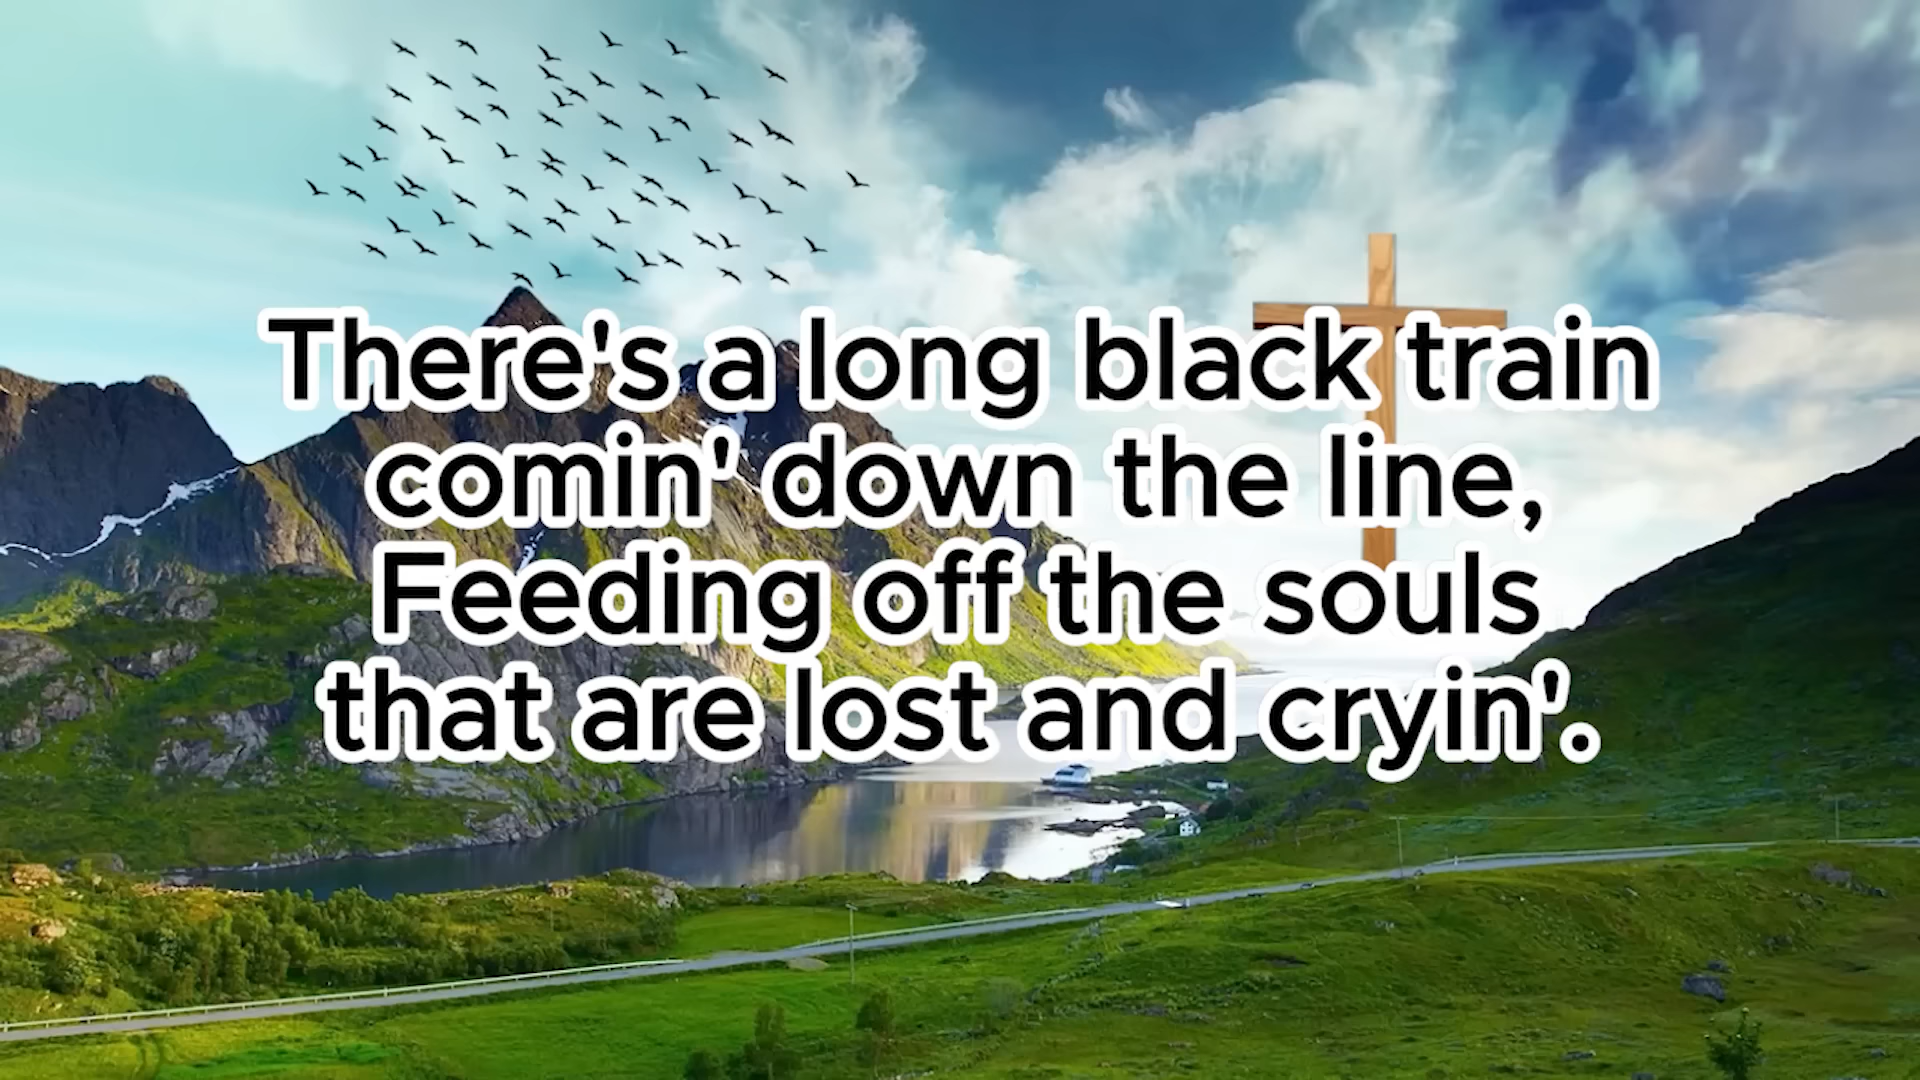 There's a long black train
comin' down the line,
Feeding off the souls
that are lost and cryin'.